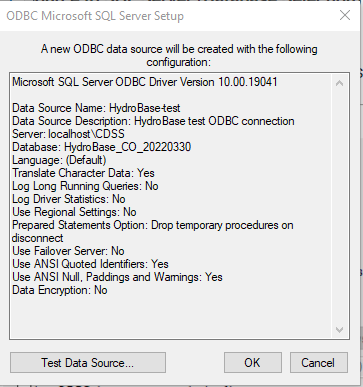 ODBC Microsoft SQL Server Setup
A new ODBC data source will be created with the following
configuration:
Microsoft SQL Server ODBC Driver Version 10.00.19041
Data Source Name: HydroBase-test
Data Source Description: HydroBase test ODBC connection
Server: localhost\CDSS
Database: HydroBase_CO_20220330
Language: (Default)
Translate Character Data: Yes
Log Long Running Queries: No
Log Driver Statistics: No
Use Regional Settings: No
Prepared Statements Option: Drop temporary procedures on
disconnect
Use Failover Server: No
Use ANSI Quoted Identifiers: Yes
Use ANSI Null, Paddings and Warnings: Yes
Data Encryption: No
Test Data Source... OK Cancel